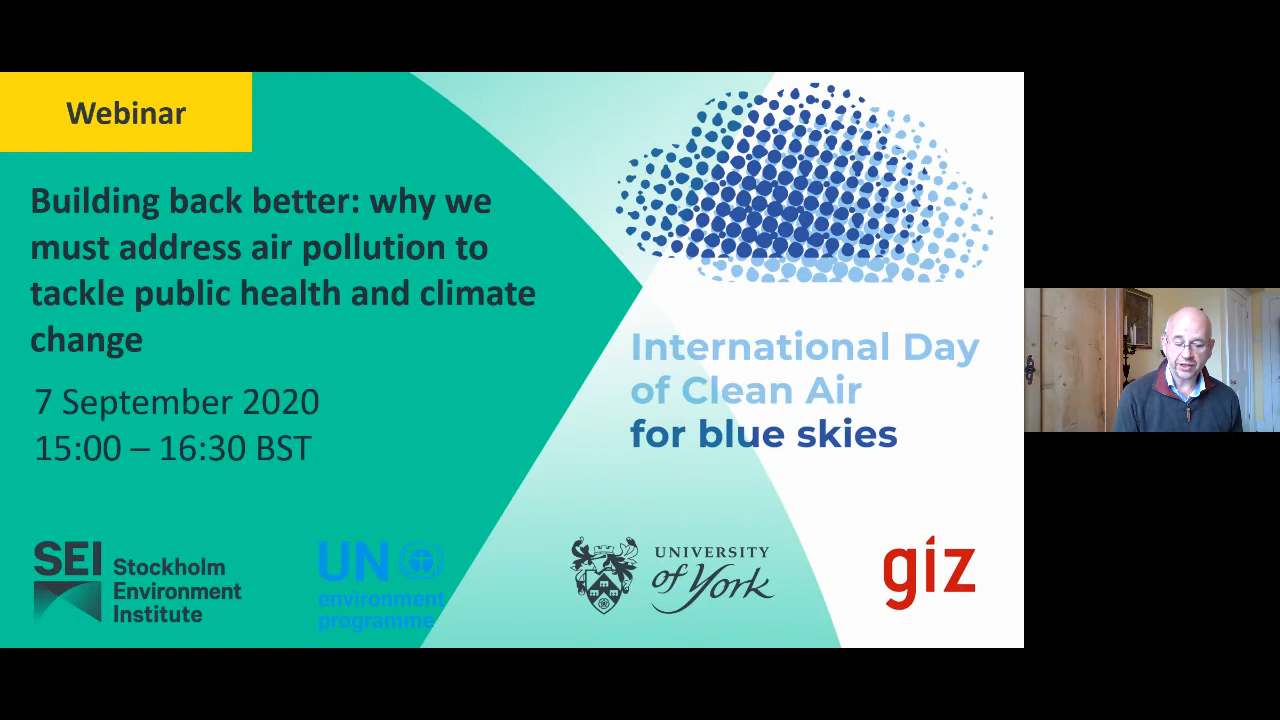 Webinar
Building back better: why we
must address air pollution to
tackle public health and climate
change
7 September 2020
15:00 – 16:30 BST
International Day
of Clean Air
for blue skies
SEI Stockholm
Environment
Institute
UN
environment
programme
UNIVERSITY
of York
giz